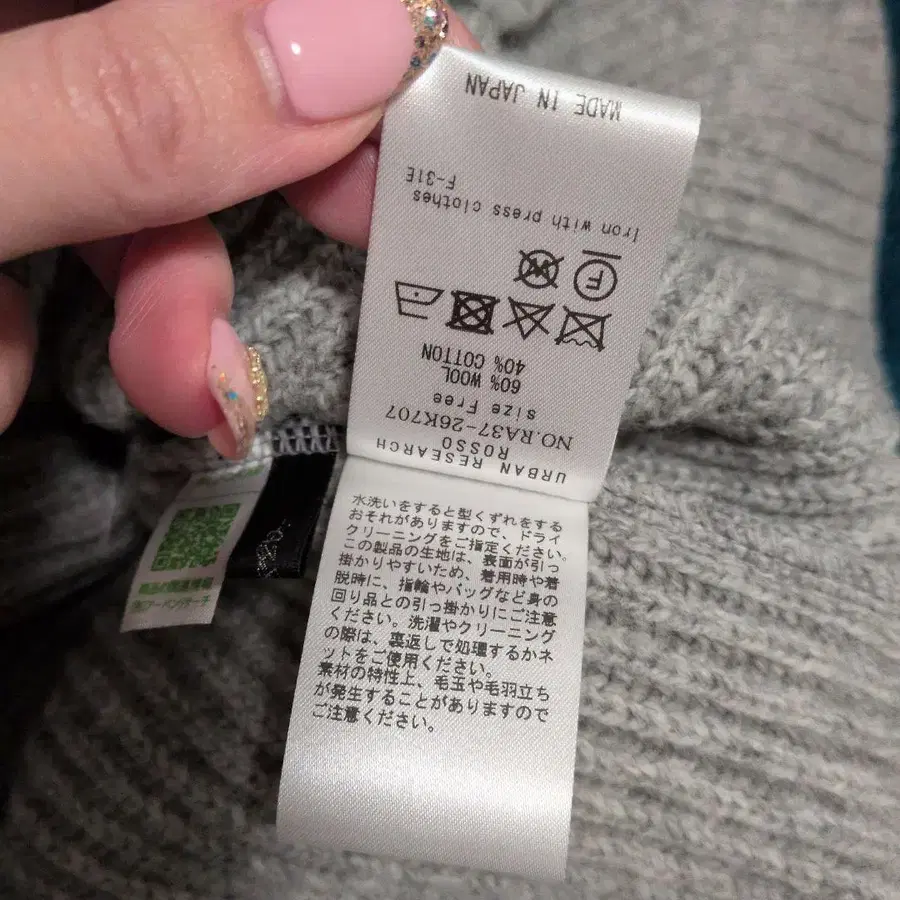 URBAN RESEARCH
ROSSO
NO.RA37-26K707
size Free
60% WOOL
40% COTTON
F
W
Iron with press clothes
F-31E
MADE IN JAPAN
水洗いをすると型くずれをする
おそれがありますので、ドライ
クリーニングをご指定ください。
この製品の生地は、表面が引っ
掛かりやすいため、着用時や着
脱時に、指輪やバッグなど身の
回り品との引っ掛かりにご注意
ください。洗濯やクリーニング
の際は、裏返しで処理するかネ
ットをご使用ください。
素材の特性上、毛玉や毛羽立ち
が発生することがありますので
ご注意ください。